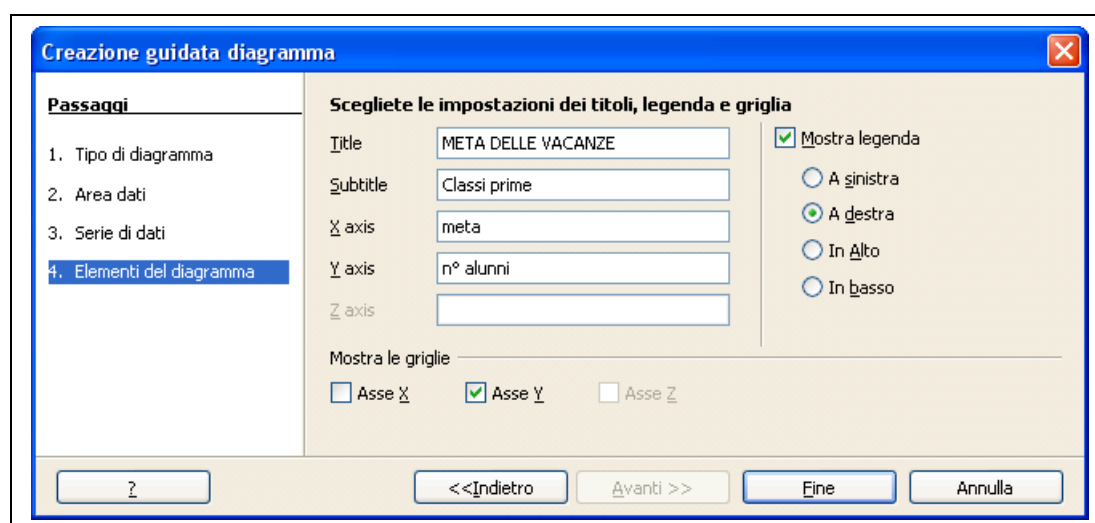 Creazione guidata diagramma
Passaggi
1. Tipo di diagramma
2. Area dati
3. Serie di dati
4. Elementi del diagramma
Scegliete le impostazioni dei titoli, legenda e griglia
Title META DELLE VACANZE
Subtitle Classi prime
X axis meta
Y axis n° alunni
Z axis
Mostra legenda
A sinistra
A destra
In Alto
In basso
Mostra le griglie
Asse X Asse Y Asse Z
? <<Indietro Avanti >> Fine Annulla